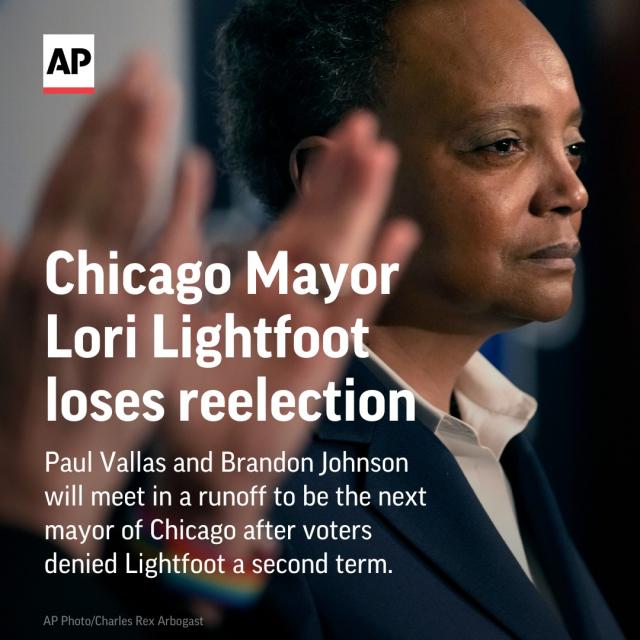 AP
Chicago Mayor
Lori Lightfoot
loses reelection
Paul Vallas and Brandon Johnson
will meet in a runoff to be the next
mayor of Chicago after voters
denied Lightfoot a second term.
AP Photo/Charles Rex Arbogast